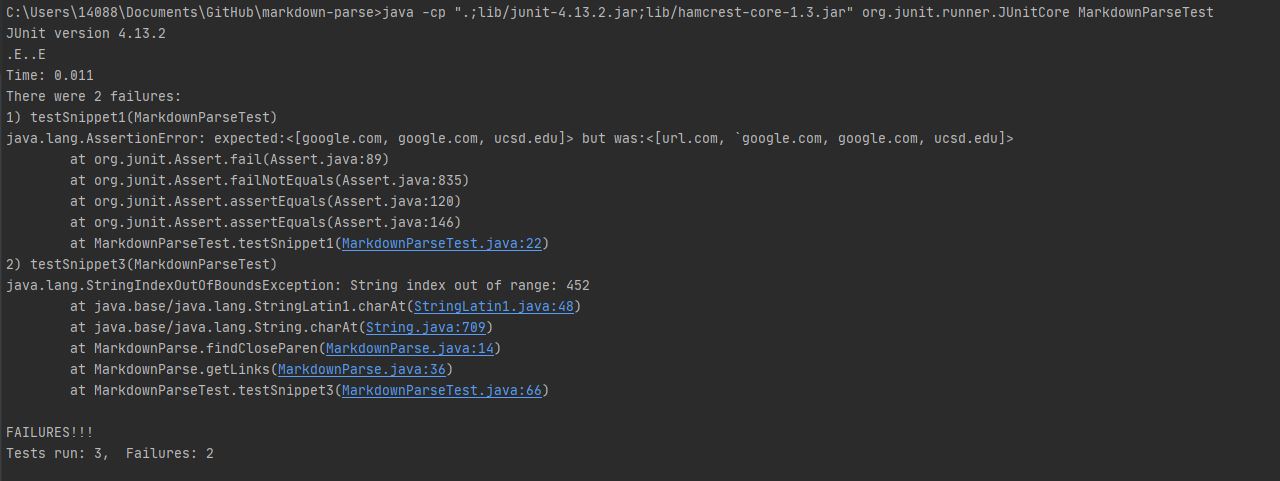 C:\Users\14088\Documents\GitHub\markdown-parse>java -cp ".;lib/junit-4.13.2.jar;lib/hamcrest-core-1.3.jar" org.junit.runner.JUnitCore MarkdownParseTest
JUnit version 4.13.2
.E..E
Time: 0.011
There were 2 failures:
1) testSnippet1(MarkdownParseTest)
java.lang.AssertionError: expected:<[google.com, google.com, ucsd.edu]> but was:<[url.com, `google.com, google.com, ucsd.edu]>
        at org.junit.Assert.fail(Assert.java:89)
        at org.junit.Assert.failNotEquals(Assert.java:835)
        at org.junit.Assert.assertEquals(Assert.java:120)
        at org.junit.Assert.assertEquals(Assert.java:146)
        at MarkdownParseTest.testSnippet1(MarkdownParseTest.java:22)
2) testSnippet3(MarkdownParseTest)
java.lang.StringIndexOutOfBoundsException: String index out of range: 452
        at java.base/java.lang.StringLatin1.charAt(StringLatin1.java:48)
        at java.base/java.lang.String.charAt(String.java:709)
        at MarkdownParse.findCloseParen(MarkdownParse.java:14)
        at MarkdownParse.getLinks(MarkdownParse.java:36)
        at MarkdownParseTest.testSnippet3(MarkdownParseTest.java:66)

FAILURES!!!
Tests run: 3,  Failures: 2